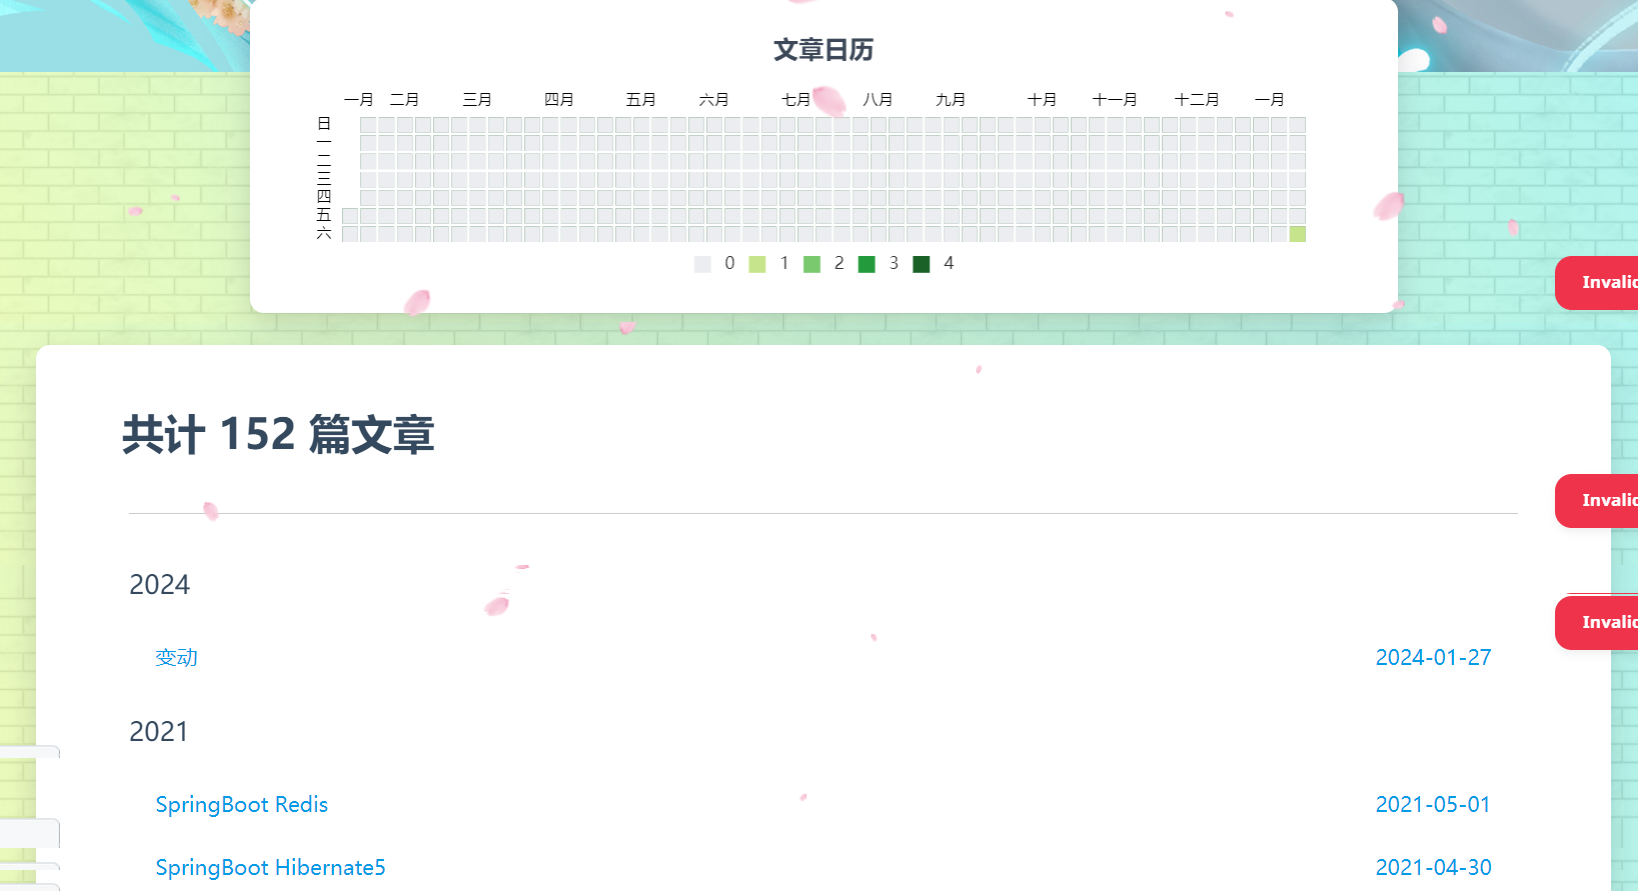 文章日历
一月 二月 三月 四月 五月 六月 七月 八月 九月 十月 十一月 十二月 一月
日
一
二
三
四
五
六
0 1 2 3 4
Invalid
共计 152 篇文章
Invalid
2024
Invalid
变动 2024-01-27
2021
SpringBoot Redis 2021-05-01
SpringBoot Hibernate5 2021-04-30